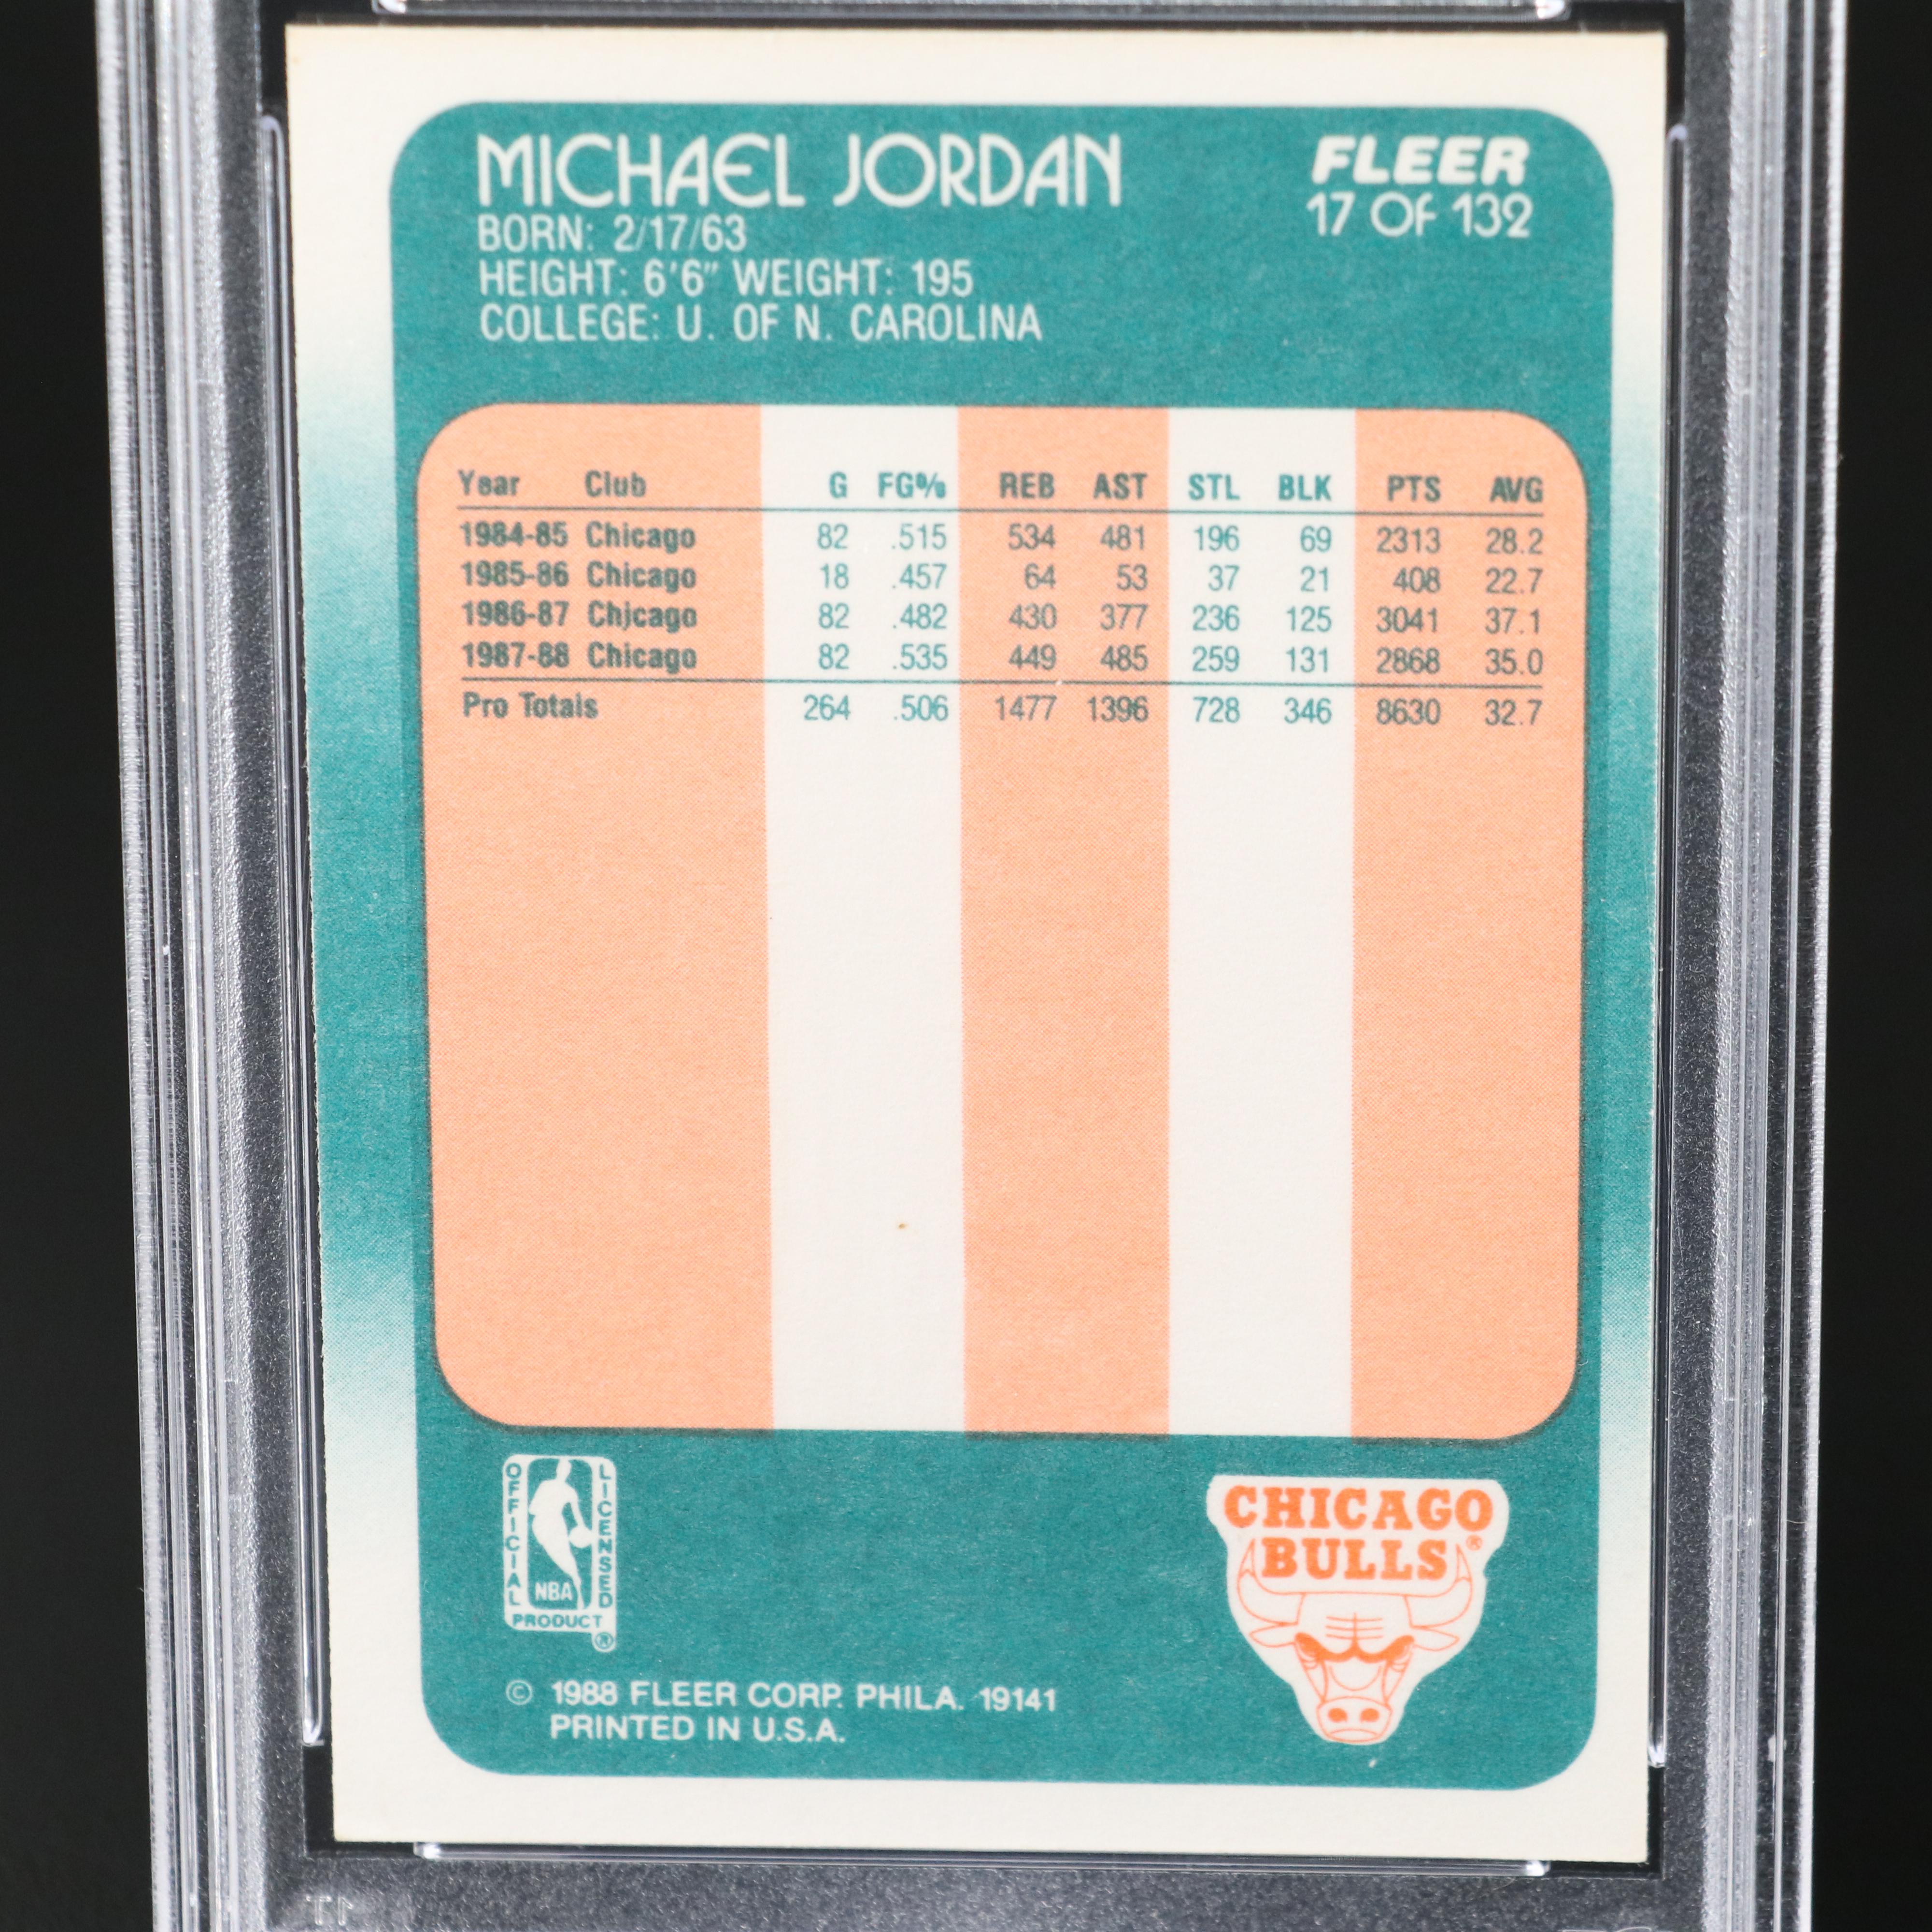 MICHAEL JORDAN
FLEER
17 OF 132
BORN: 2/17/63
HEIGHT: 6'6" WEIGHT: 195
COLLEGE: U. OF N. CAROLINA
Year Club G FG% REB AST STL BLK PTS AVG
1984-85 Chicago 82 .515 534 481 196 69 2313 28.2
1985-86 Chicago 18 .457 64 53 37 21 408 22.7
1986-87 Chicago 82 .482 430 377 236 125 3041 37.1
1987-88 Chicago 82 .535 449 485 259 131 2868 35.0
Pro Totals 264 .506 1477 1396 728 346 8630 32.7
OFFICIAL
LICENSED
NBA
PRODUCT
®
CHICAGO
BULLS®
© 1988 FLEER CORP. PHILA. 19141
PRINTED IN U.S.A.